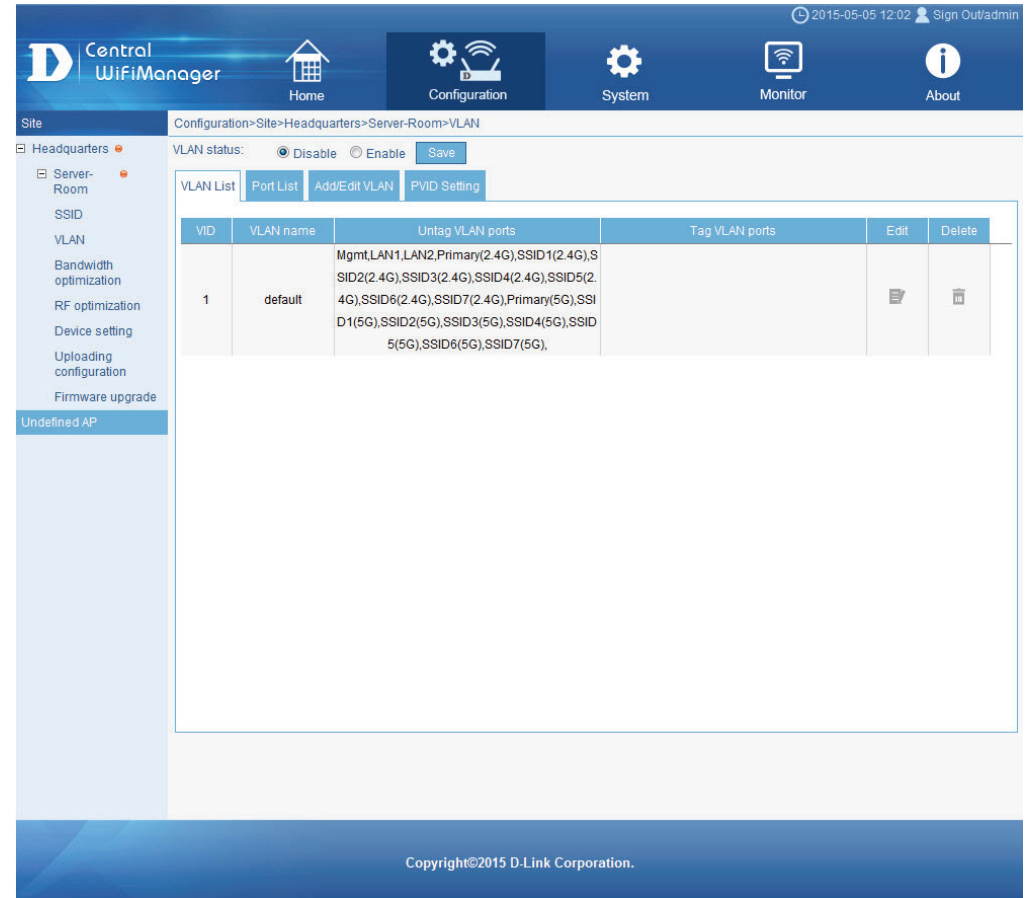 2015-05-05 12:02 Sign Out/admin
D Central
WiFiManager
Home
Configuration
System
Monitor
About
Site
Configuration>Site>Headquarters>Server-Room>VLAN
Headquarters
Server-
Room
SSID
VLAN
Bandwidth
optimization
RF optimization
Device setting
Uploading
configuration
Firmware upgrade
Undefined AP
VLAN status: Disable Enable Save
VLAN List Port List Add/Edit VLAN PVID Setting
VID VLAN name Untag VLAN ports Tag VLAN ports Edit Delete
1 default
Mgmt,LAN1,LAN2,Primary(2.4G),SSID1(2.4G),S
SID2(2.4G),SSID3(2.4G),SSID4(2.4G),SSID5(2.
4G),SSID6(2.4G),SSID7(2.4G),Primary(5G),SSI
D1(5G),SSID2(5G),SSID3(5G),SSID4(5G),SSID
5(5G),SSID6(5G),SSID7(5G),
Copyright©2015 D-Link Corporation.